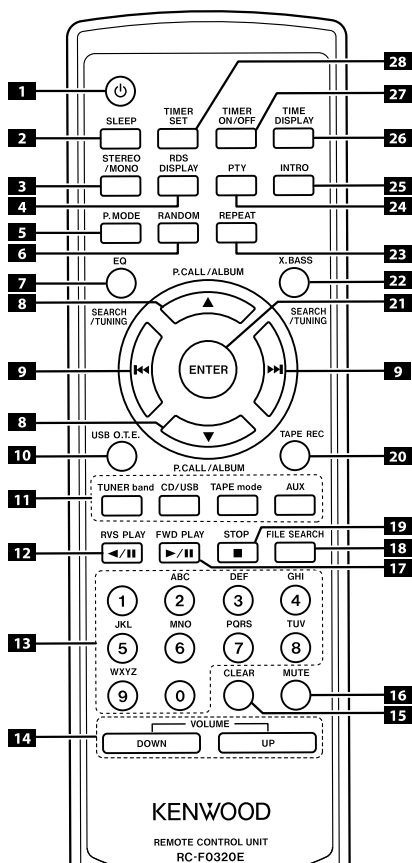 28
1
27
TIMER SET
TIMER ON/OFF
TIME DISPLAY
SLEEP
2
26
STEREO /MONO
RDS DISPLAY
PTY
INTRO
3
25
4
24
P.MODE
RANDOM
REPEAT
5
6
23
EQ
P.CALL/ALBUM
X.BASS
7
22
8
21
SEARCH /TUNING
SEARCH /TUNING
9
ENTER
9
8
USB O.T.E.
TAPE REC
10
20
P.CALL/ALBUM
TUNER band
CD/USB
TAPE mode
AUX
11
19
RVS PLAY
FWD PLAY
STOP
FILE SEARCH
18
12
17
ABC
DEF
GHI
1
2
3
4
JKL
MNO
PQRS
TUV
13
5
6
7
8
WXYZ
CLEAR
MUTE
9
0
16
15
VOLUME
14
DOWN
UP
KENWOOD
REMOTE CONTROL UNIT
RC-F0320E